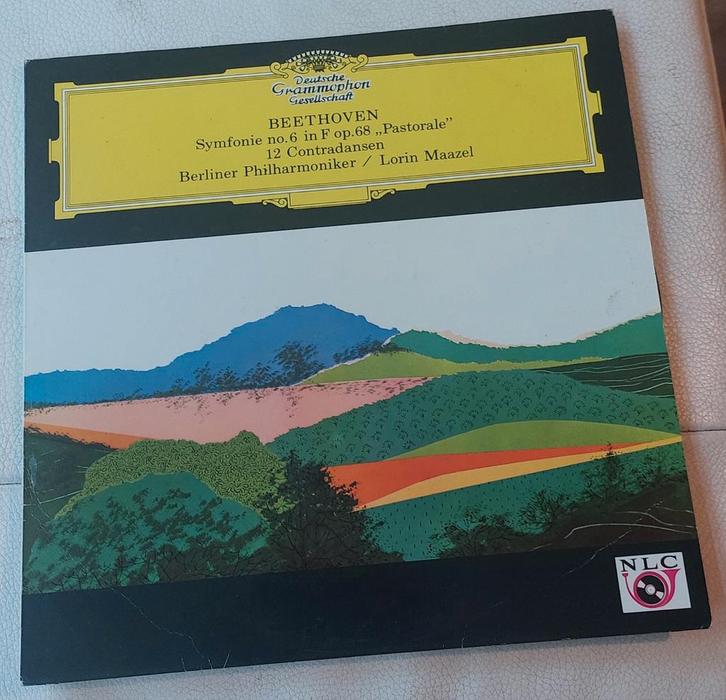 Deutsche
Grammophon
Gesellschaft
BEETHOVEN
Symfonie no. 6 in F op. 68 „Pastorale”
12 Contradansen
Berliner Philharmoniker / Lorin Maazel
NLC